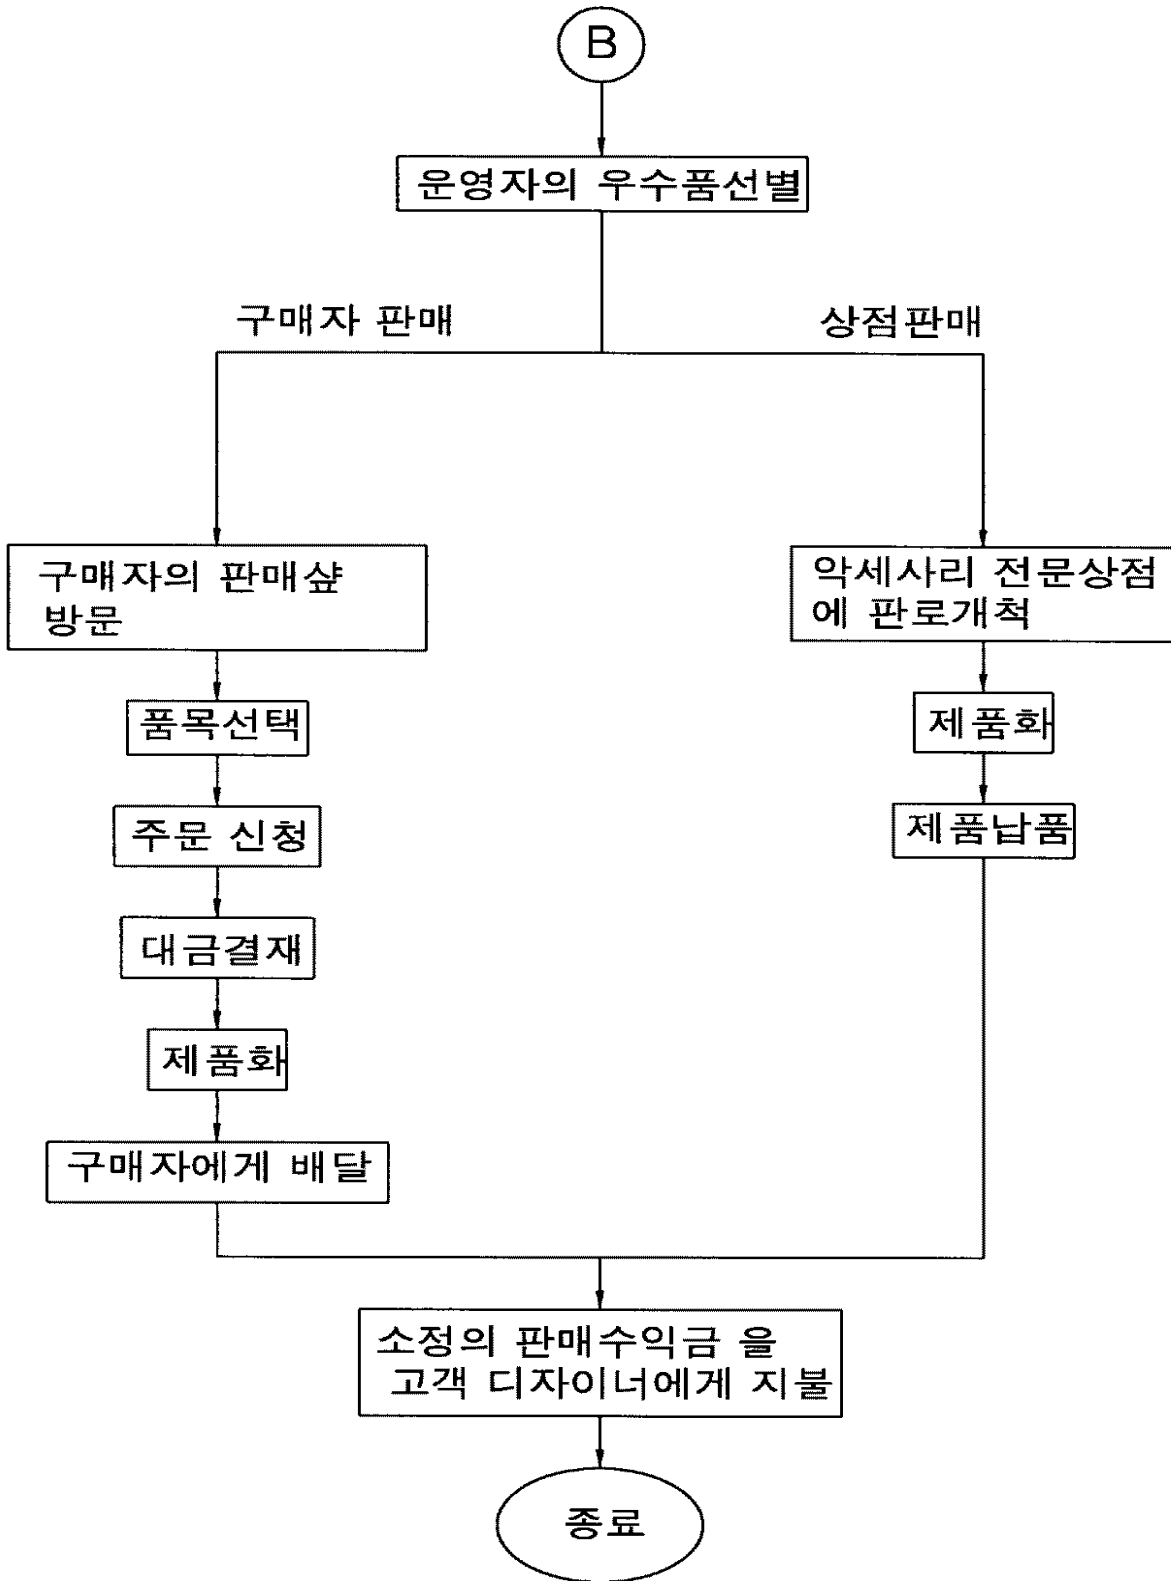 B
운영자의 우수품선별
구매자 판매
상점판매
구매자의 판매샾
방문
품목선택
주문 신청
대금결재
제품화
구매자에게 배달
악세사리 전문상점
에 판로개척
제품화
제품납품
소정의 판매수익금 을
고객 디자이너에게 지불
종료